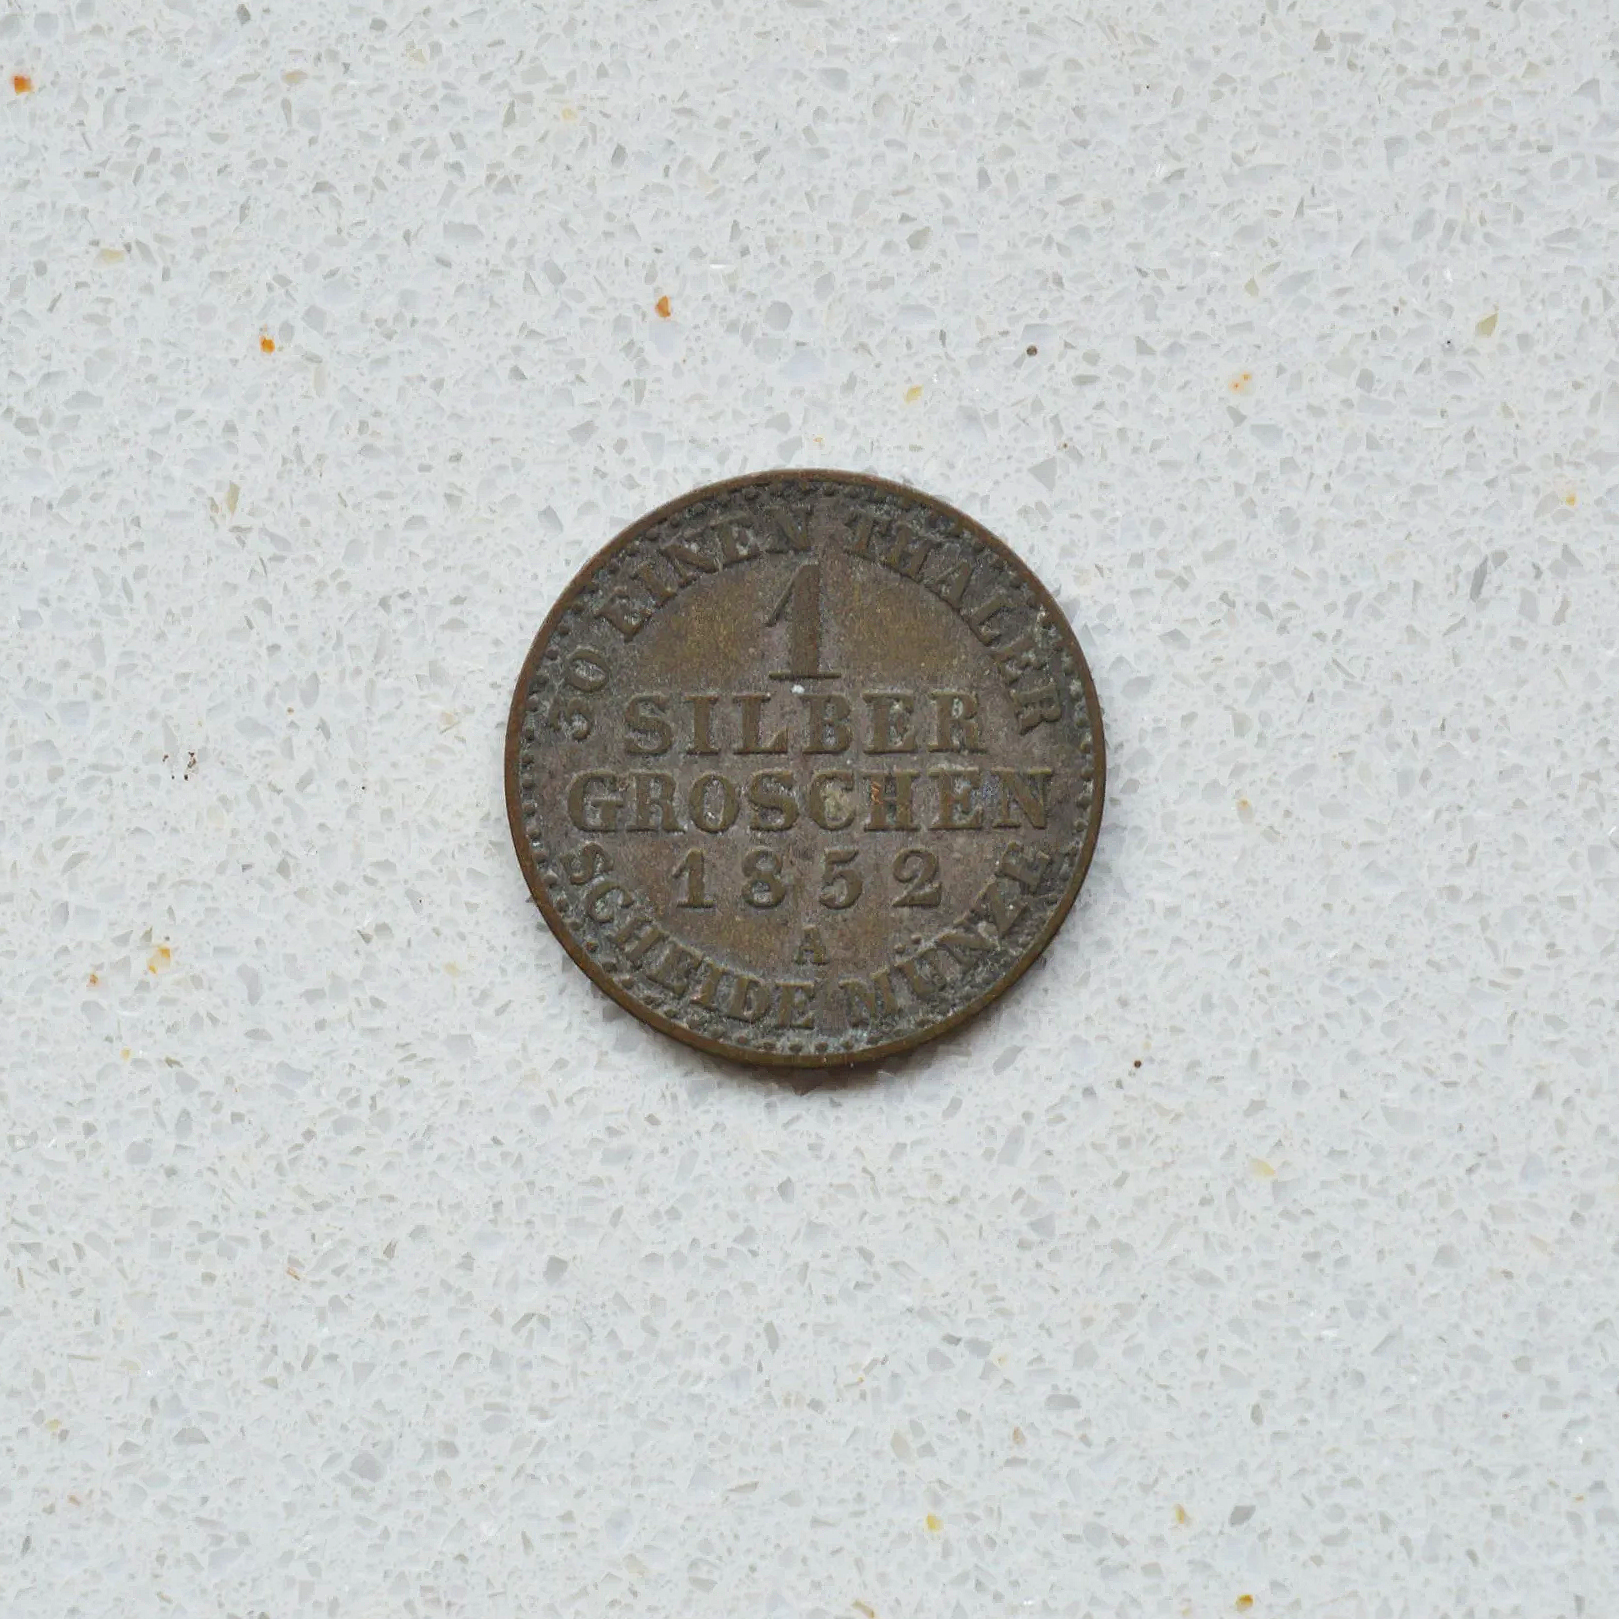 30 EINEN THALER
1
SILBER
GROSCHEN
1852
A
SCHEIDE MÜNZE